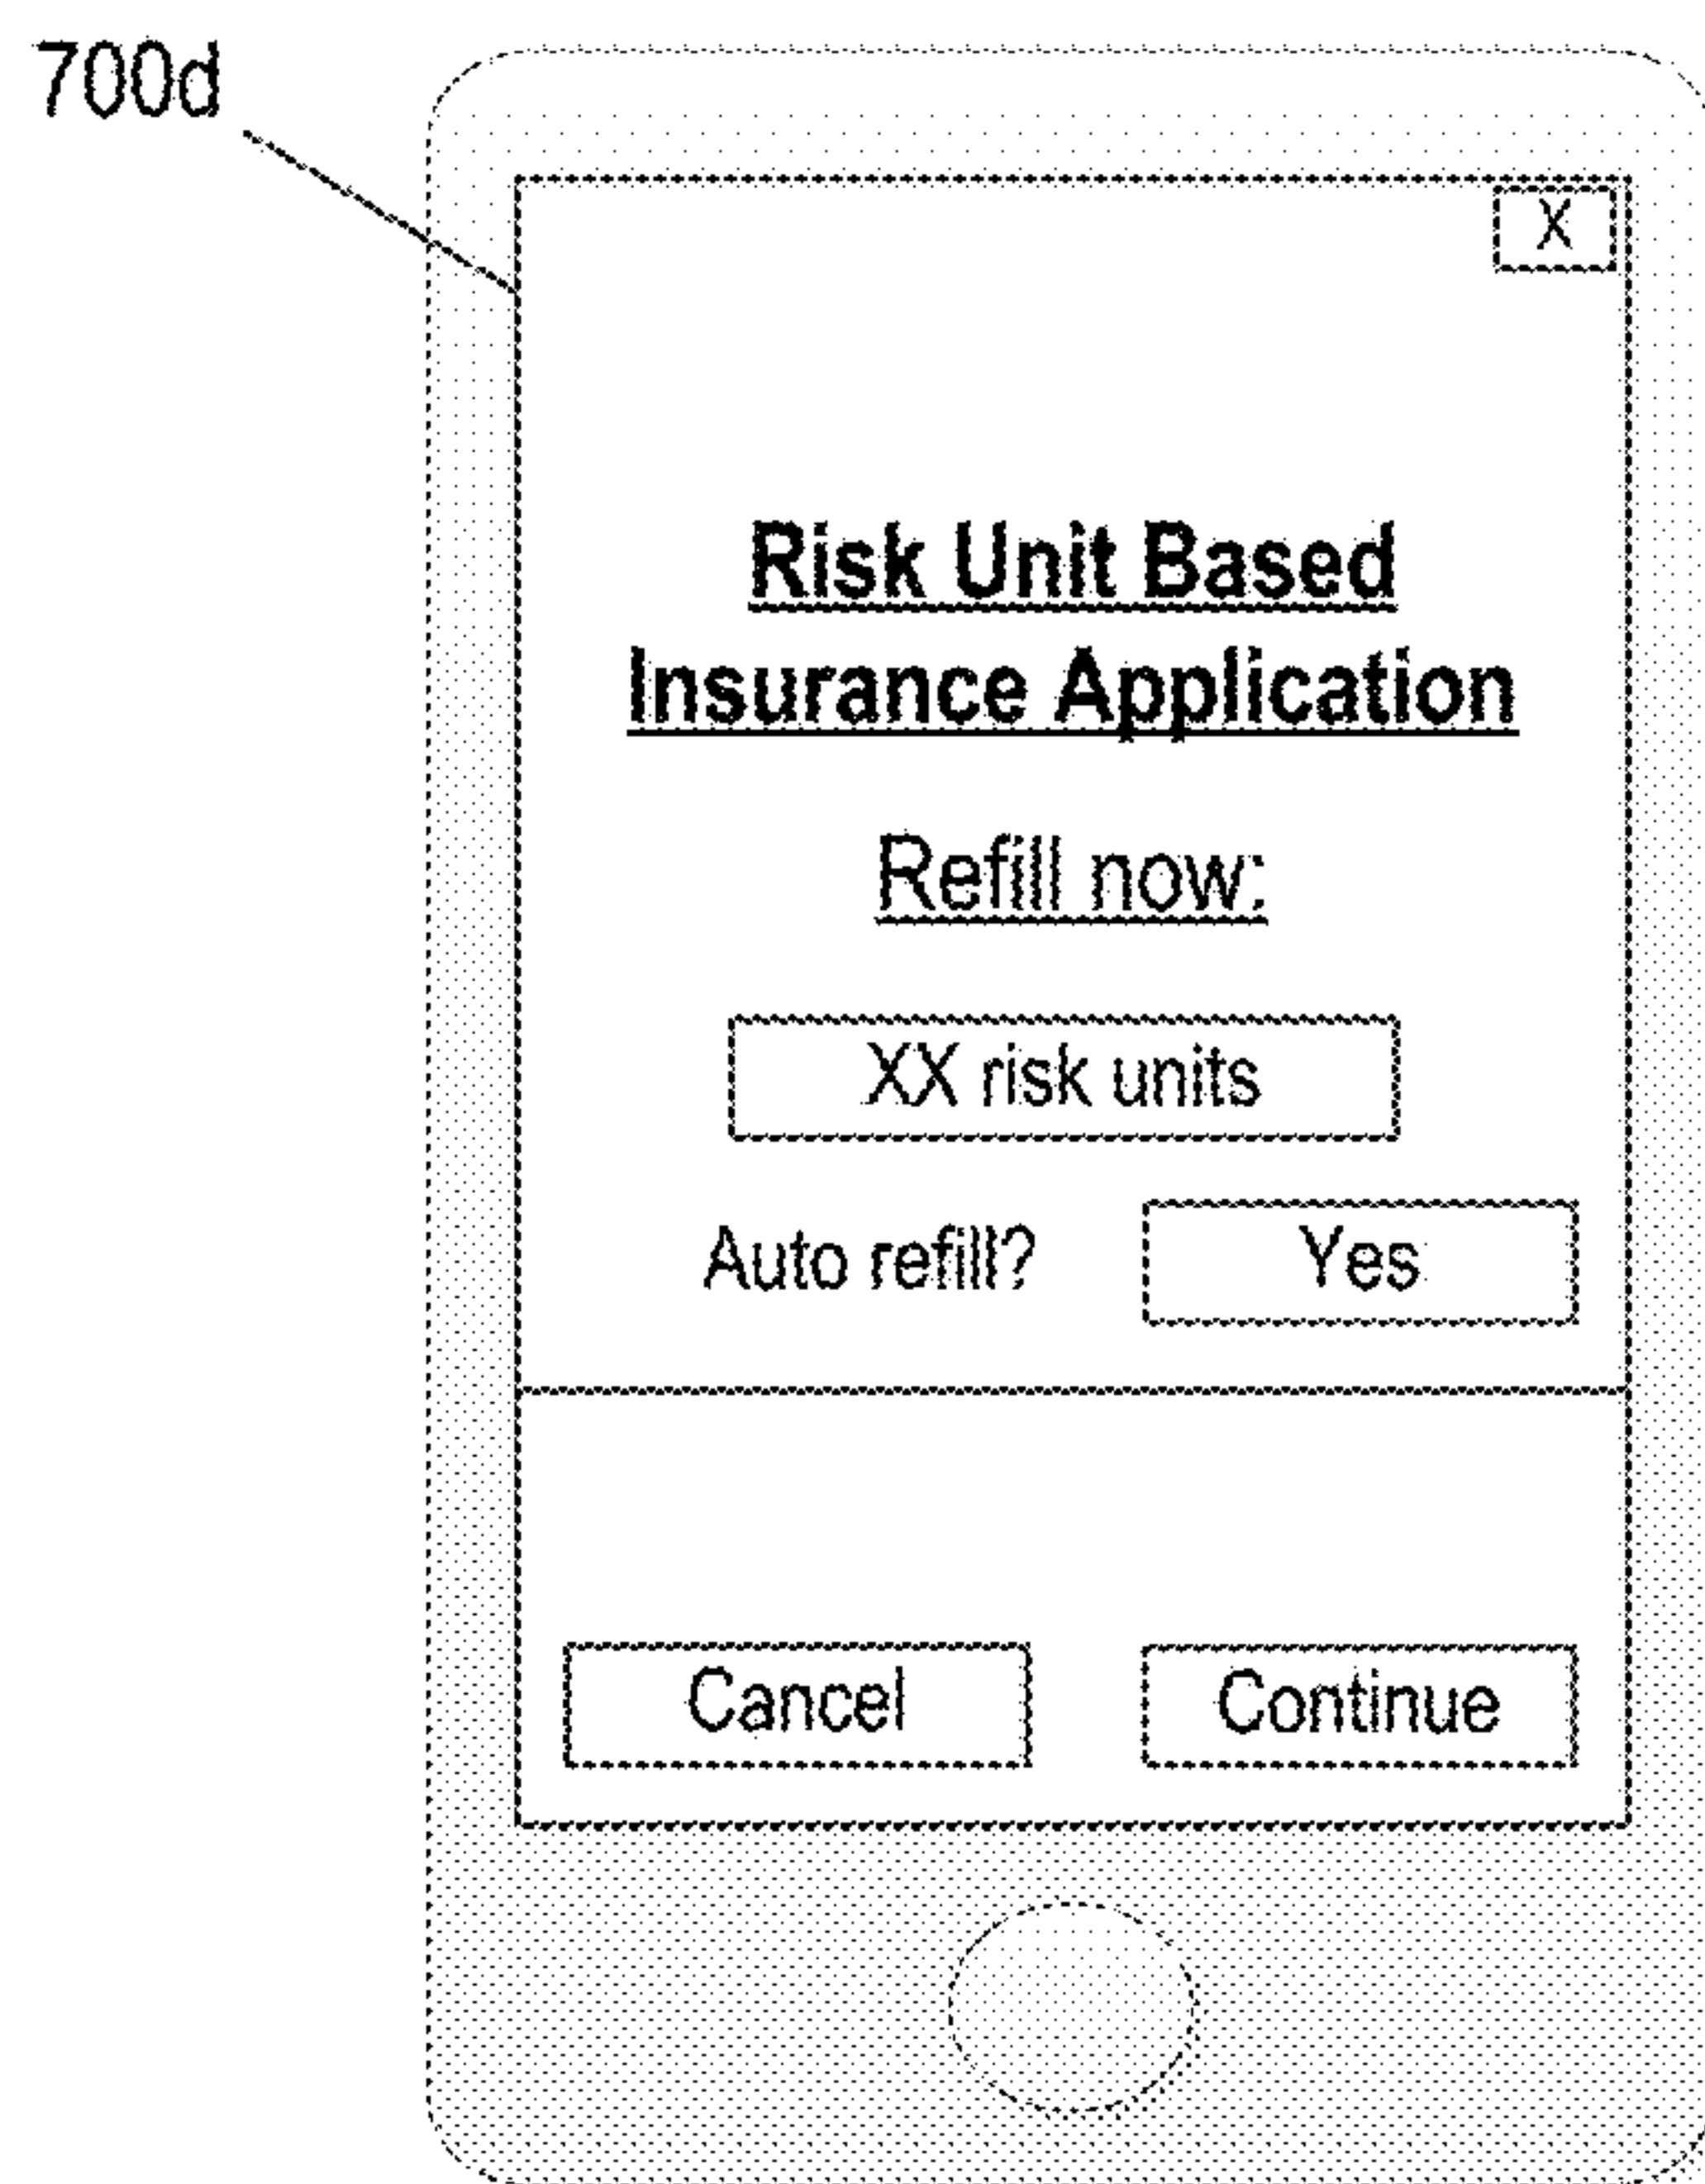 700d
X
Risk Unit Based
Insurance Application
Refill now:
XX risk units
Auto refill? Yes
Cancel Continue